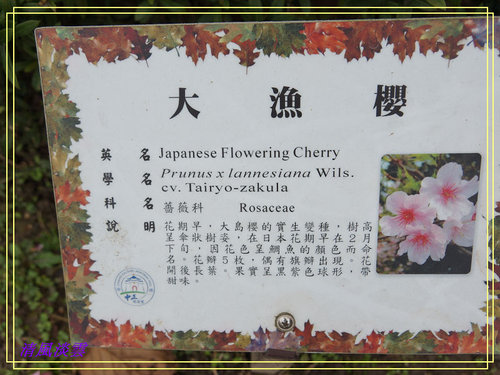 大漁櫻
英名 Japanese Flowering Cherry
學名 Prunus x lannesiana Wils.
cv. Tairyo-zakula
科名 薔薇科 Rosaceae
說明 花期早，大島櫻的實生變種，樹高
呈傘狀樹姿，在日本花期早在2月
下旬，因花色呈鯛魚的顏色而命
名。花瓣5枚，偶有旗瓣出現。花
開後長葉。果實呈黑紫色球形，帶
甜味。